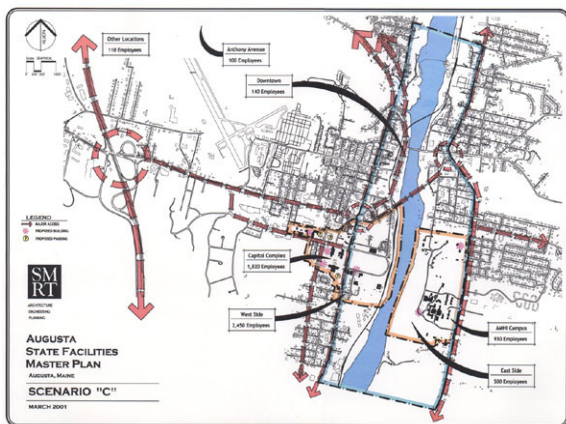 Other Locations
110 Employees
Anthony Avenue
100 Employees
Downtown
140 Employees
LEGEND
MAJOR ACCESS
PROPOSED BUILDING
PROPOSED PARKING
Capitol Complex
SMRT
ARCHITECTURE
ENGINEERING
PLANNING
West Side
2,450 Employees
AMHI Campus
East Side
500 Employees
AUGUSTA
STATE FACILITIES
MASTER PLAN
AUGUSTA, MAINE
SCENARIO "C"
MARCH 2001